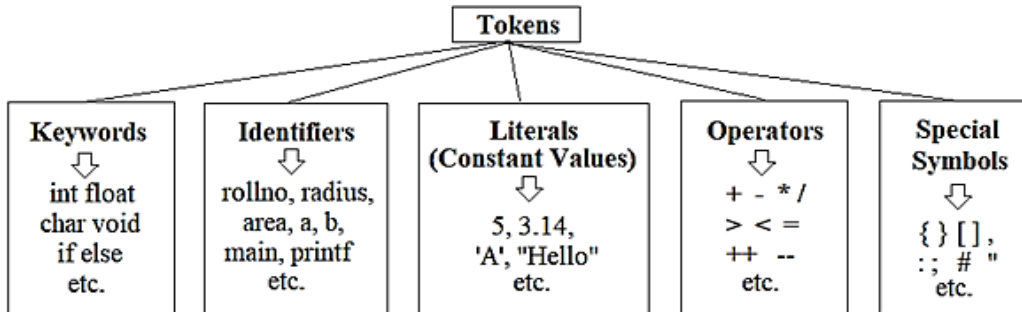 Tokens
Keywords
int float
char void
if else
etc.
Identifiers
rollno, radius,
area, a, b,
main, printf
etc.
Literals
(Constant Values)
5, 3.14,
'A', "Hello"
etc.
Operators
+ - * /
> < =
++ --
etc.
Special
Symbols
{ } [ ] ,
: ; # "
etc.